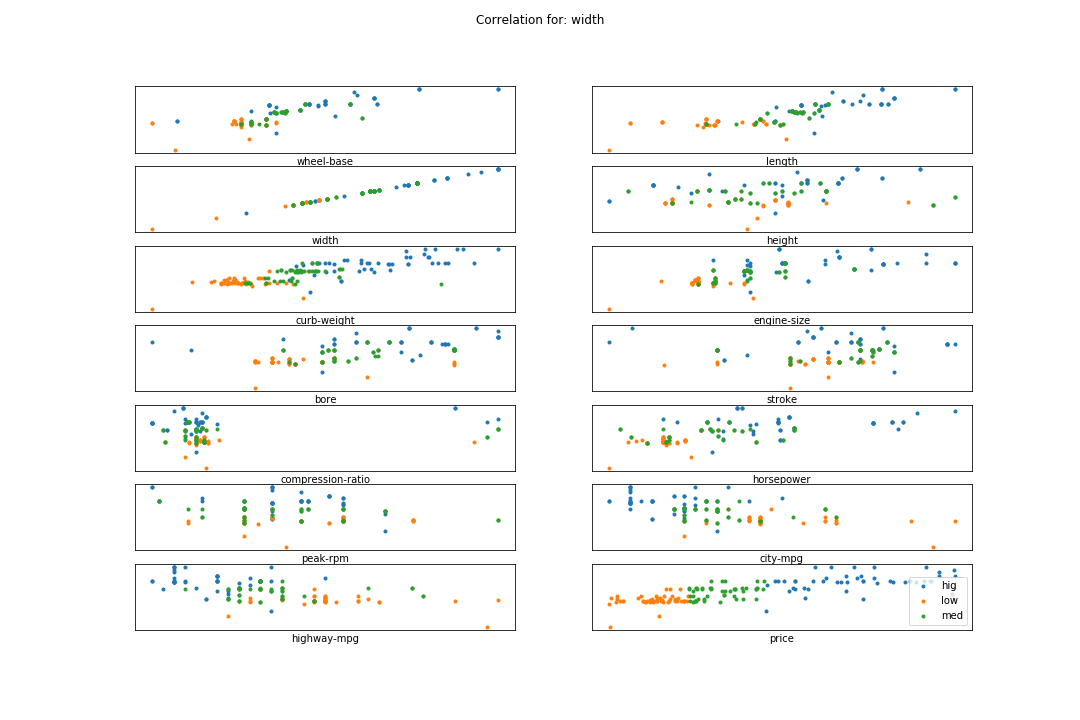 Correlation for: width
wheel-base
length
width
height
curb-weight
engine-size
bore
stroke
compression-ratio
horsepower
peak-rpm
city-mpg
highway-mpg
price
hig
low
med